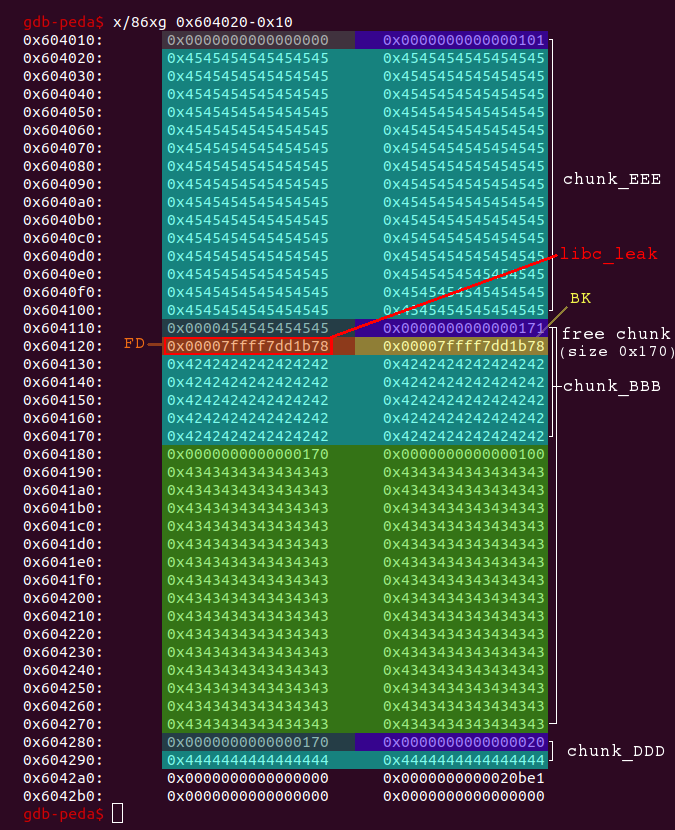 gdb-peda$ x/86xg 0x604020-0x10
0x604010: 0x0000000000000000 0x0000000000000101
0x604020: 0x4545454545454545 0x4545454545454545
0x604030: 0x4545454545454545 0x4545454545454545
0x604040: 0x4545454545454545 0x4545454545454545
0x604050: 0x4545454545454545 0x4545454545454545
0x604060: 0x4545454545454545 0x4545454545454545
0x604070: 0x4545454545454545 0x4545454545454545
0x604080: 0x4545454545454545 0x4545454545454545
0x604090: 0x4545454545454545 0x4545454545454545
chunk_EEE
0x6040a0: 0x4545454545454545 0x4545454545454545
0x6040b0: 0x4545454545454545 0x4545454545454545
0x6040c0: 0x4545454545454545 0x4545454545454545
0x6040d0: 0x4545454545454545 0x4545454545454545
libc_leak
0x6040e0: 0x4545454545454545 0x4545454545454545
0x6040f0: 0x4545454545454545 0x4545454545454545
BK
0x604100: 0x4545454545454545 0x4545454545454545
0x604110: 0x0000454545454545 0x0000000000000171
free chunk
FD 0x604120: 0x00007ffff7dd1b78 0x00007ffff7dd1b78
(size 0x170)
0x604130: 0x4242424242424242 0x4242424242424242
0x604140: 0x4242424242424242 0x4242424242424242
chunk_BBB
0x604150: 0x4242424242424242 0x4242424242424242
0x604160: 0x4242424242424242 0x4242424242424242
0x604170: 0x4242424242424242 0x4242424242424242
0x604180: 0x0000000000000170 0x0000000000000100
0x604190: 0x4343434343434343 0x4343434343434343
0x6041a0: 0x4343434343434343 0x4343434343434343
0x6041b0: 0x4343434343434343 0x4343434343434343
0x6041c0: 0x4343434343434343 0x4343434343434343
0x6041d0: 0x4343434343434343 0x4343434343434343
0x6041e0: 0x4343434343434343 0x4343434343434343
0x6041f0: 0x4343434343434343 0x4343434343434343
0x604200: 0x4343434343434343 0x4343434343434343
0x604210: 0x4343434343434343 0x4343434343434343
0x604220: 0x4343434343434343 0x4343434343434343
0x604230: 0x4343434343434343 0x4343434343434343
0x604240: 0x4343434343434343 0x4343434343434343
0x604250: 0x4343434343434343 0x4343434343434343
0x604260: 0x4343434343434343 0x4343434343434343
0x604270: 0x4343434343434343 0x4343434343434343
0x604280: 0x0000000000000170 0x0000000000000020
chunk_DDD
0x604290: 0x4444444444444444 0x4444444444444444
0x6042a0: 0x0000000000000000 0x0000000000020be1
0x6042b0: 0x0000000000000000 0x0000000000000000
gdb-peda$